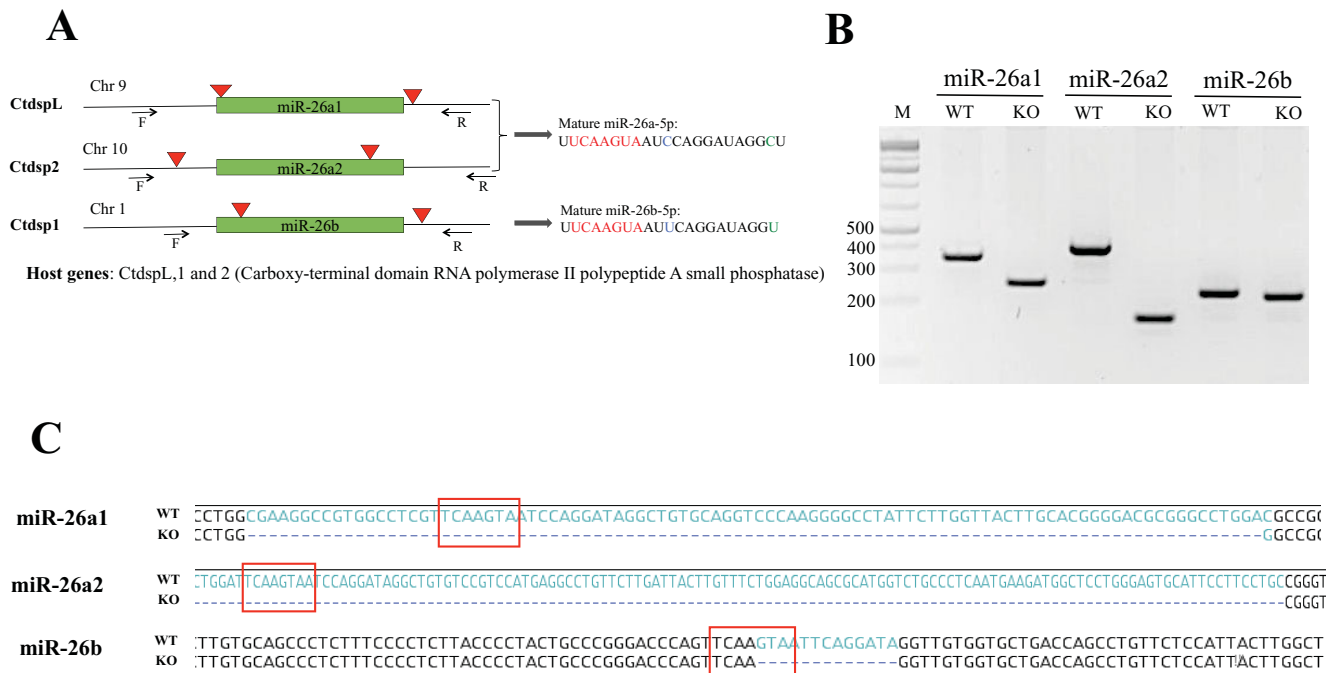 A
Chr 9
CtdspL
miR-26a1
F
R
Chr 10
Ctdsp2
miR-26a2
F
R
Chr 1
Ctdsp1
miR-26b
F
R
Mature miR-26a-5p:
UUCAAGUAAUCCAGGAUAGGCU
Mature miR-26b-5p:
UUCAAGUAAUUCAGGAUAGGU
Host genes: CtdspL,1 and 2 (Carboxy-terminal domain RNA polymerase II polypeptide A small phosphatase)
B
miR-26a1 miR-26a2 miR-26b
M WT KO WT KO WT KO
500
400
300
200
100
C
miR-26a1
WT CCTGGCGAAGGCCGTGGCCTCGTTCAAGTAATCCAGGATAGGCTGTGCAGGTCCCAAGGGGCCTATTCTTGGTTACTTGCACGGGGACGCGGGCCTGGACGCCGC
KO CCTGG------------------------------------------------------------------------------------------GGCCGC
miR-26a2
WT CTGGATTCAAGTAATCCAGGATAGGCTGTGTCCGTCCATGAGGCCTGTTCTTGATTACTTGTTTCTGGAGGCAGCGCATGGTCTGCCCTCAATGAAGATGGCTCCTGGGAGTGCATTCCTTCCTGCCGGGT
KO ------------------------------------------------------------------------------------------------------------------------------CGGGT
miR-26b
WT CTTGTGCAGCCCTCTTTCCCCTCTTACCCCTACTGCCCGGGACCCAGTTCAAGTAATTCAGGATAGGTTGTGGTGCTGACCAGCCTGTTCTCCATTACTTGGCT
KO CTTGTGCAGCCCTCTTTCCCCTCTTACCCCTACTGCCCGGGACCCAGTTCAA-------------GGTTGTGGTGCTGACCAGCCTGTTCTCCATTACTTGGCT